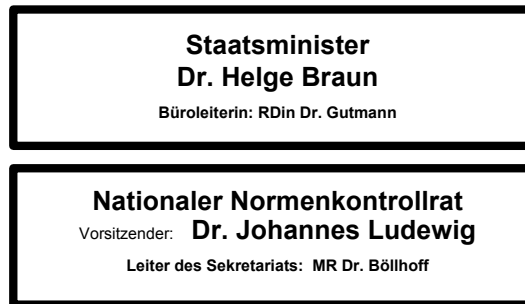 Staatsminister
Dr. Helge Braun
Büroleiterin: RDin Dr. Gutmann
Nationaler Normenkontrollrat
Vorsitzender: Dr. Johannes Ludewig
Leiter des Sekretariats: MR Dr. Böllhoff